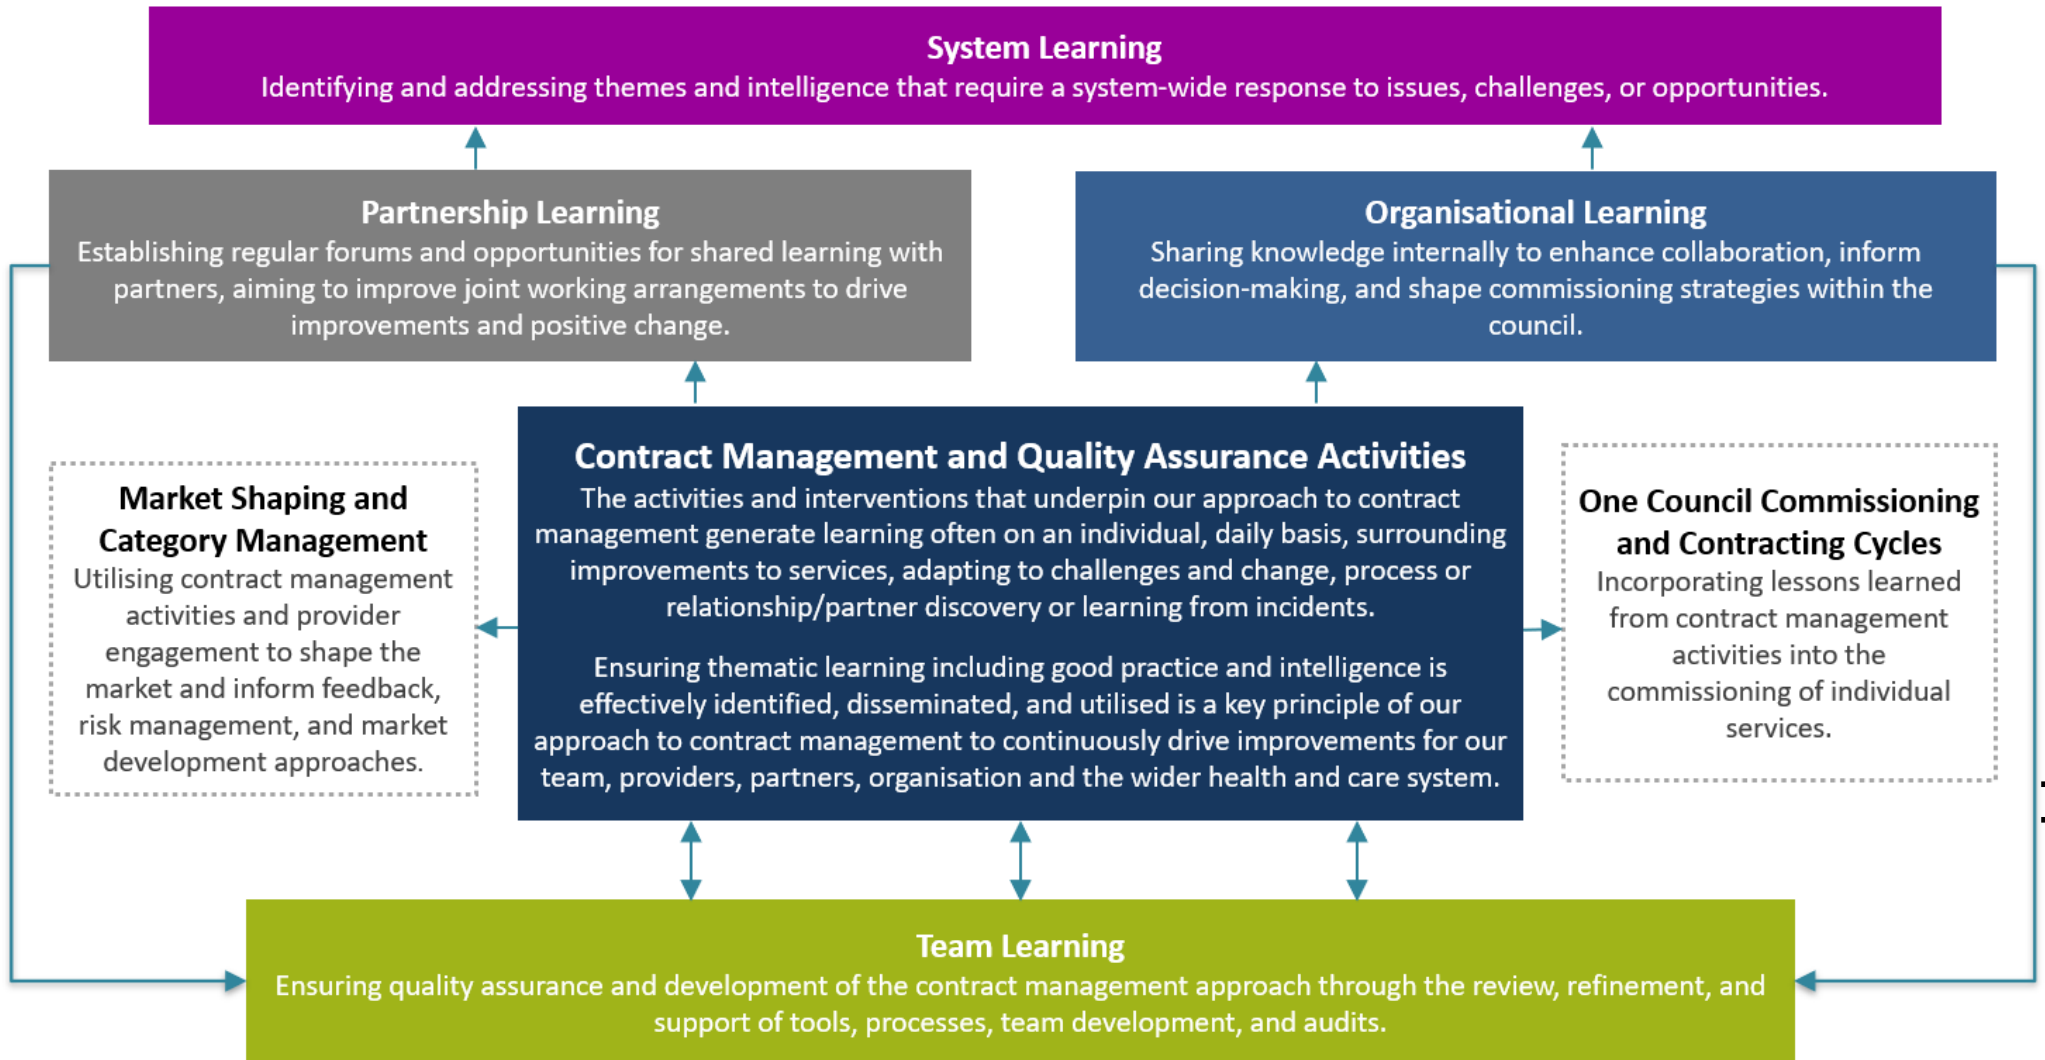 System Learning
Identifying and addressing themes and intelligence that require a system-wide response to issues, challenges, or opportunities.
Partnership Learning
Establishing regular forums and opportunities for shared learning with
partners, aiming to improve joint working arrangements to drive
improvements and positive change.
Organisational Learning
Sharing knowledge internally to enhance collaboration, inform
decision-making, and shape commissioning strategies within the
council.
Market Shaping and
Category Management
Utilising contract management
activities and provider
engagement to shape the
market and inform feedback,
risk management, and market
development approaches.
Contract Management and Quality Assurance Activities
The activities and interventions that underpin our approach to contract
management generate learning often on an individual, daily basis, surrounding
improvements to services, adapting to challenges and change, process or
relationship/partner discovery or learning from incidents.
Ensuring thematic learning including good practice and intelligence is
effectively identified, disseminated, and utilised is a key principle of our
approach to contract management to continuously drive improvements for our
team, providers, partners, organisation and the wider health and care system.
One Council Commissioning
and Contracting Cycles
Incorporating lessons learned
from contract management
activities into the
commissioning of individual
services.
Team Learning
Ensuring quality assurance and development of the contract management approach through the review, refinement, and
support of tools, processes, team development, and audits.